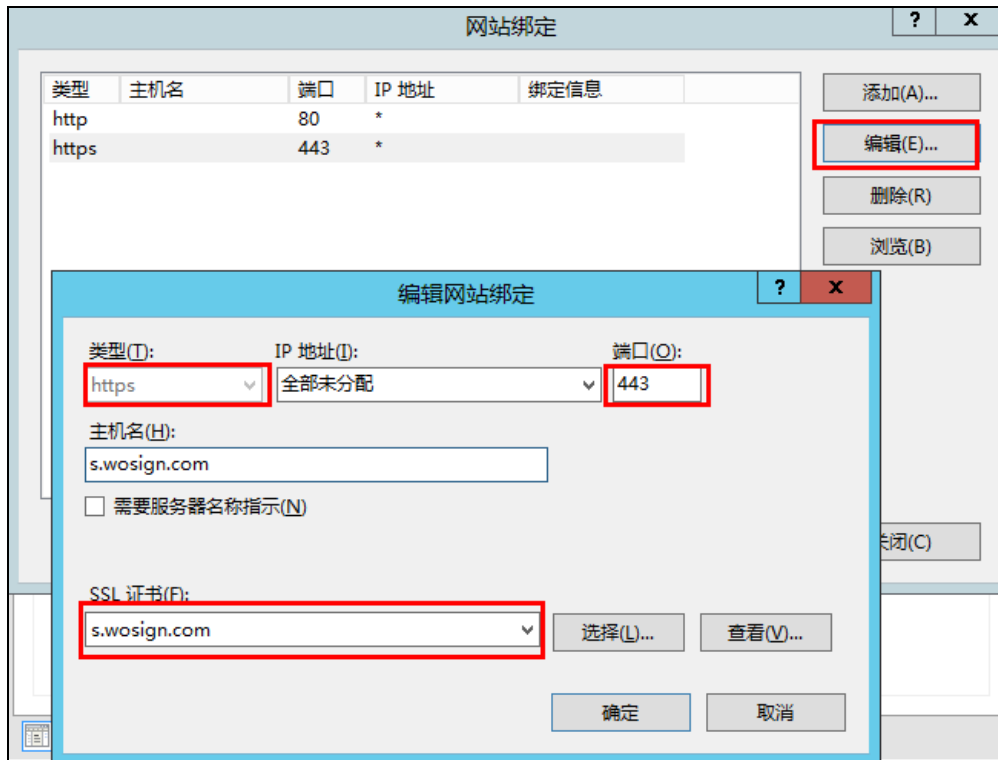 网站绑定
? x
类型 主机名 端口 IP 地址 绑定信息
http 80 *
https 443 *
添加(A)...
编辑(E)...
删除(R)
浏览(B)
编辑网站绑定
? x
类型(T): IP 地址(I): 端口(O):
https 全部未分配 443
主机名(H):
s.wosign.com
需要服务器名称指示(N)
闭(C)
SSL 证书(F):
s.wosign.com 选择(L)... 查看(V)...
确定 取消